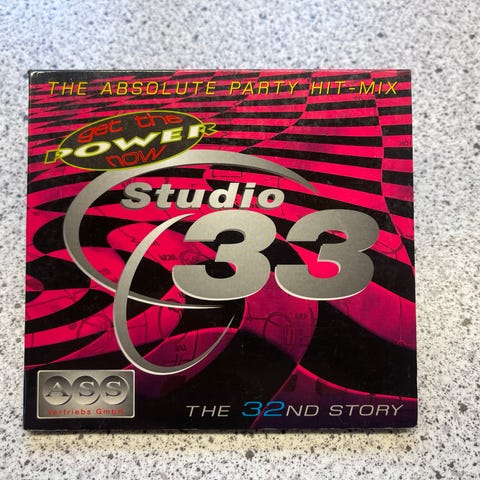 THE ABSOLUTE PARTY HIT-MIX
get the
POWER
now
Studio
33
ASS
Vertriebs GmbH
THE 32ND STORY